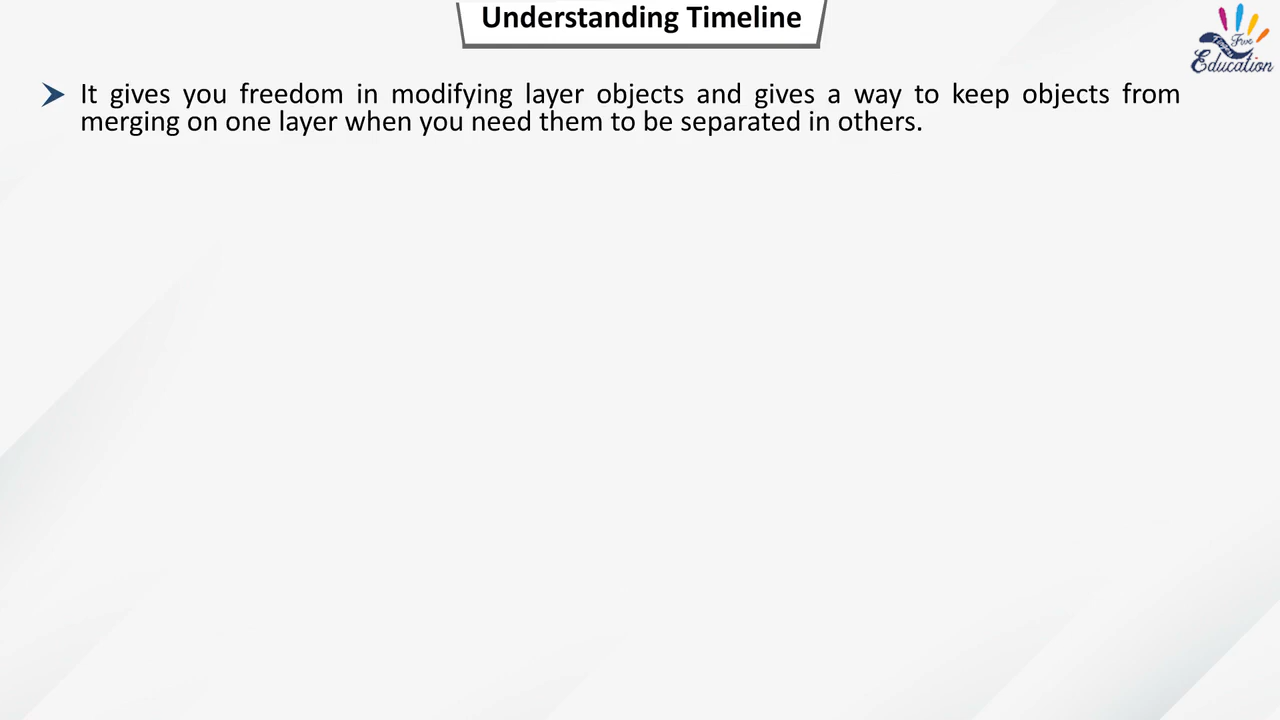 Understanding Timeline
Five
Education
It gives you freedom in modifying layer objects and gives a way to keep objects from
merging on one layer when you need them to be separated in others.